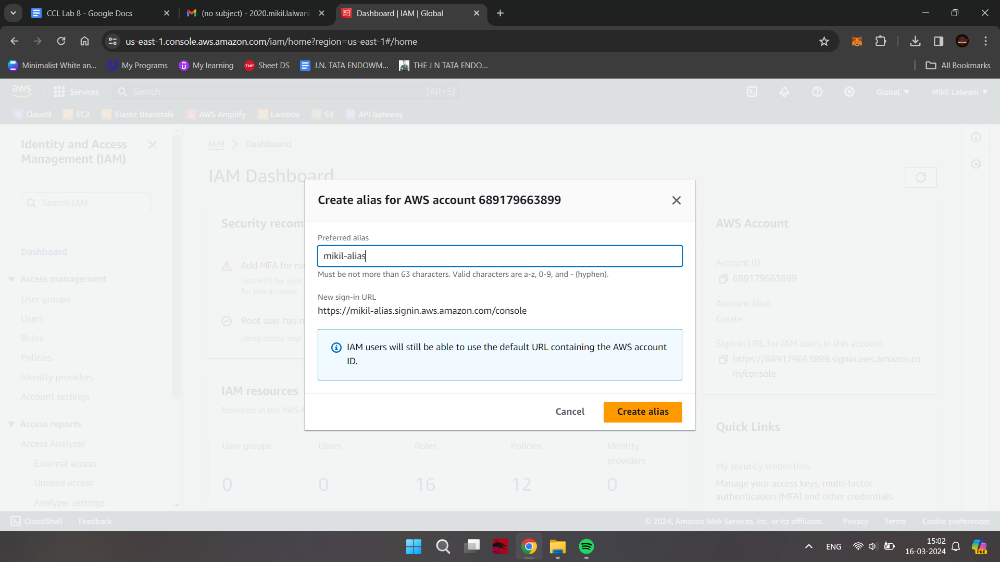 CCL Lab 8 - Google Docs
(no subject) - 2020.mikil.lalwani
Dashboard | IAM | Global
us-east-1.console.aws.amazon.com/iam/home?region=us-east-1#/home
Minimalist White an...
My Programs
My learning
TUF
Sheet DS
J.N. TATA ENDOWM...
THE J N TATA ENDO...
All Bookmarks
aws
Services
Search
[Alt+S]
Global
Mikil Lalwani
Cloud9
EC2
Elastic Beanstalk
AWS Amplify
Lambda
S3
API Gateway
Identity and Access
Management (IAM)
Search IAM
Dashboard
Access management
User groups
Users
Roles
Policies
Identity providers
Account settings
Access reports
Access Analyzer
External access
Unused access
Analyzer settings
IAM
Dashboard
IAM Dashboard
Security recom
Add MFA for ro
Add MFA for root
for this account.
Root user has n
Using access keys
IAM resources
Resources in this AWS A
User groups
Users
Roles
Policies
Identity
providers
0
0
16
12
0
Create alias for AWS account 689179663899
Preferred alias
mikil-alias
Must be not more than 63 characters. Valid characters are a-z, 0-9, and - (hyphen).
New sign-in URL
https://mikil-alias.signin.aws.amazon.com/console
IAM users will still be able to use the default URL containing the AWS account
ID.
Cancel
Create alias
AWS Account
Account ID
689179663899
Account Alias
Create
Sign-in URL for IAM users in this account
https://689179663899.signin.aws.amazon.co
m/console
Quick Links
My security credentials
Manage your access keys, multi-factor
authentication (MFA) and other credentials.
CloudShell
Feedback
© 2024, Amazon Web Services, Inc. or its affiliates.
Privacy
Terms
Cookie preferences
ENG
15:02
16-03-2024
PRE